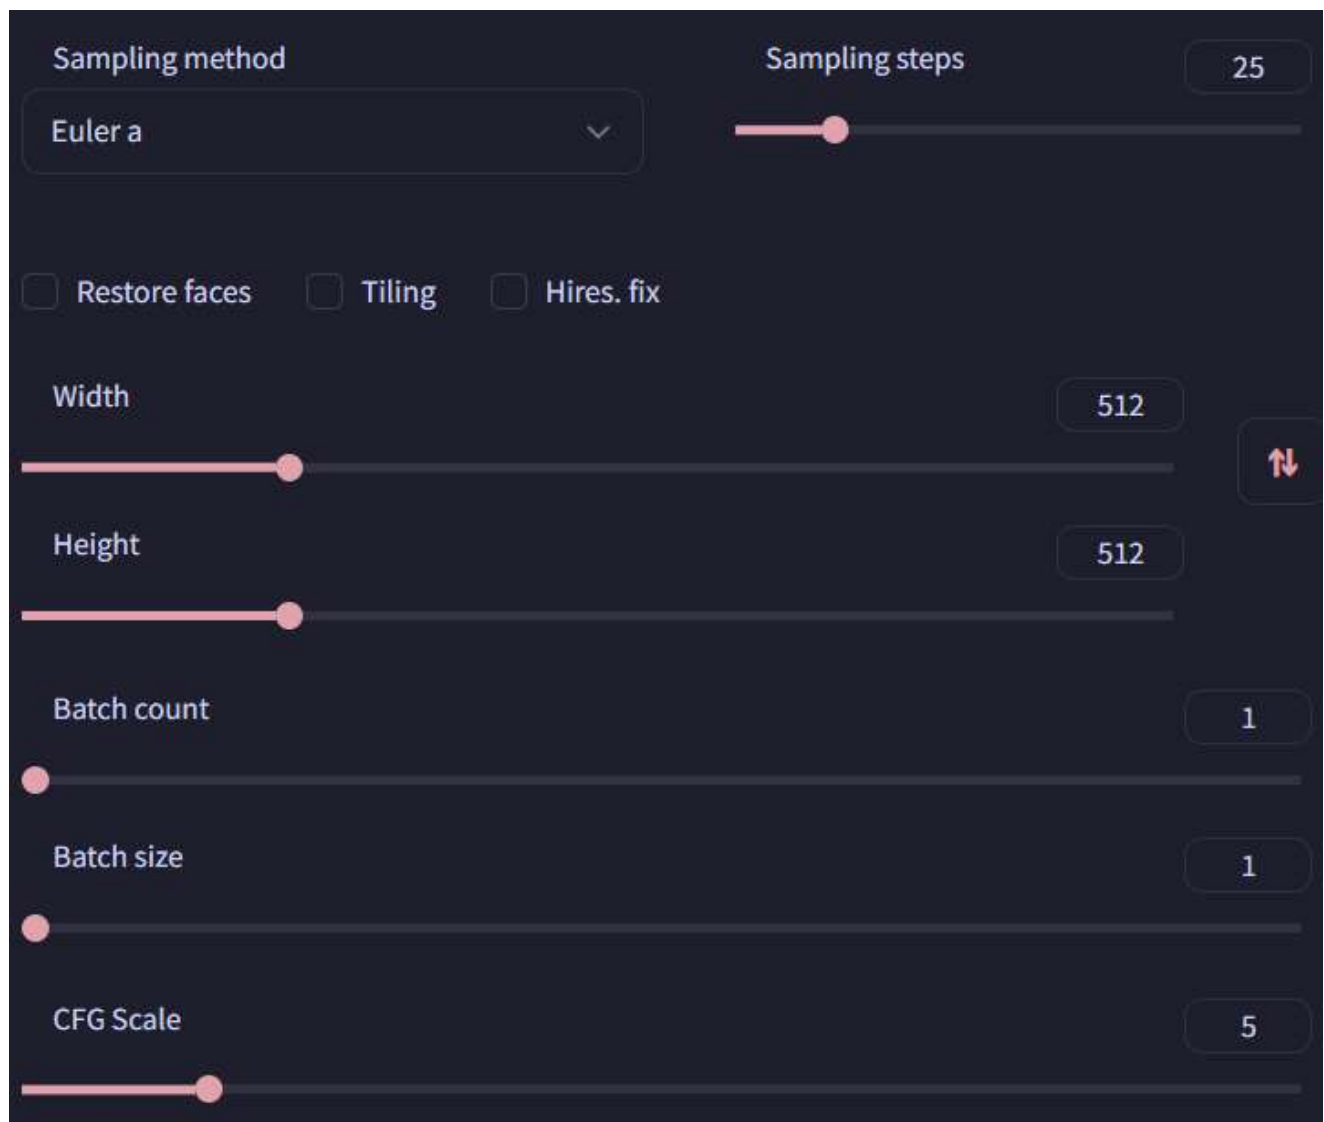 Sampling method
Sampling steps
25
Euler a
Restore faces
Tiling
Hires. fix
Width
512
Height
512
Batch count
1
Batch size
1
CFG Scale
5